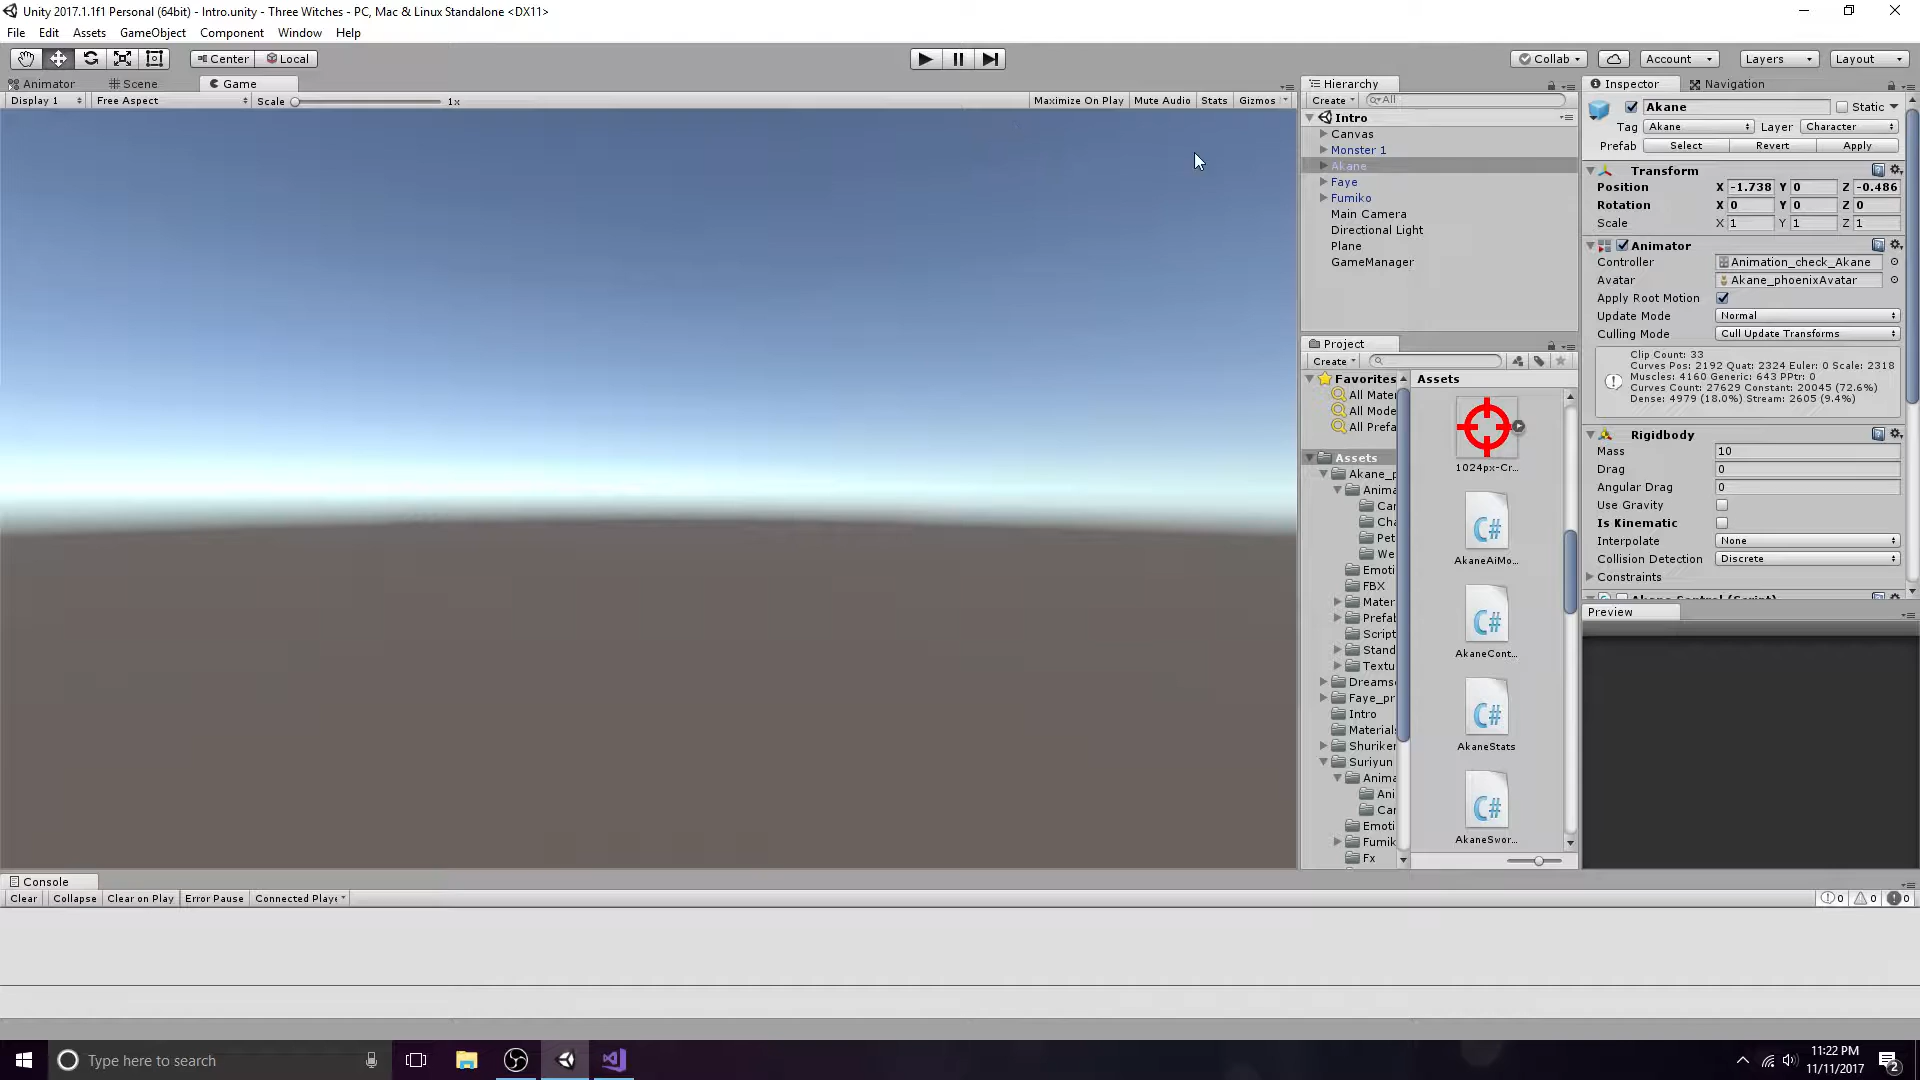 Unity 2017.1.1f1 Personal (64bit) - Intro.unity - Three Witches - PC, Mac & Linux Standalone <DX11>
File Edit Assets GameObject Component Window Help
Center Local Collab Account Layers Layout
Animator Scene Game
Display 1 Free Aspect Scale 1x Maximize On Play Mute Audio Stats Gizmos
Hierarchy
Create All
Intro
Canvas
Monster 1
Akane
Faye
Fumiko
Main Camera
Directional Light
Plane
GameManager
Project
Create
Favorites
All Mate
All Mode
All Prefa
Assets
Akane_p
Anima
Car
Cha
Pet
We
Emoti
FBX
Mater
Prefab
Script
Stand
Textu
Dreams
Faye_pr
Intro
Material
Shuriken
Suriyun
Anima
Ani
Car
Emoti
Fumik
Fx
Assets
1024px-Cr...
C#
AkaneAiMo...
C#
AkaneCont...
C#
AkaneStats
C#
AkaneSwor...
Inspector Navigation
Akane Static
Tag Akane Layer Character
Prefab Select Revert Apply
Transform
Position X -1.738 Y 0 Z -0.486
Rotation X 0 Y 0 Z 0
Scale X 1 Y 1 Z 1
Animator
Controller Animation_check_Akane
Avatar Akane_phoenixAvatar
Apply Root Motion
Update Mode Normal
Culling Mode Cull Update Transforms
Clip Count: 33
Curves Pos: 2192 Quat: 2324 Euler: 0 Scale: 2318
Muscles: 4160 Generic: 643 PPtr: 0
Curves Count: 27629 Constant: 20045 (72.6%)
Dense: 4979 (18.0%) Stream: 2605 (9.4%)
Rigidbody
Mass 10
Drag 0
Angular Drag 0
Use Gravity
Is Kinematic
Interpolate None
Collision Detection Discrete
Constraints
Preview
Console
Clear Collapse Clear on Play Error Pause Connected Playe 0 0 0
Type here to search
11:22 PM
11/11/2017
2